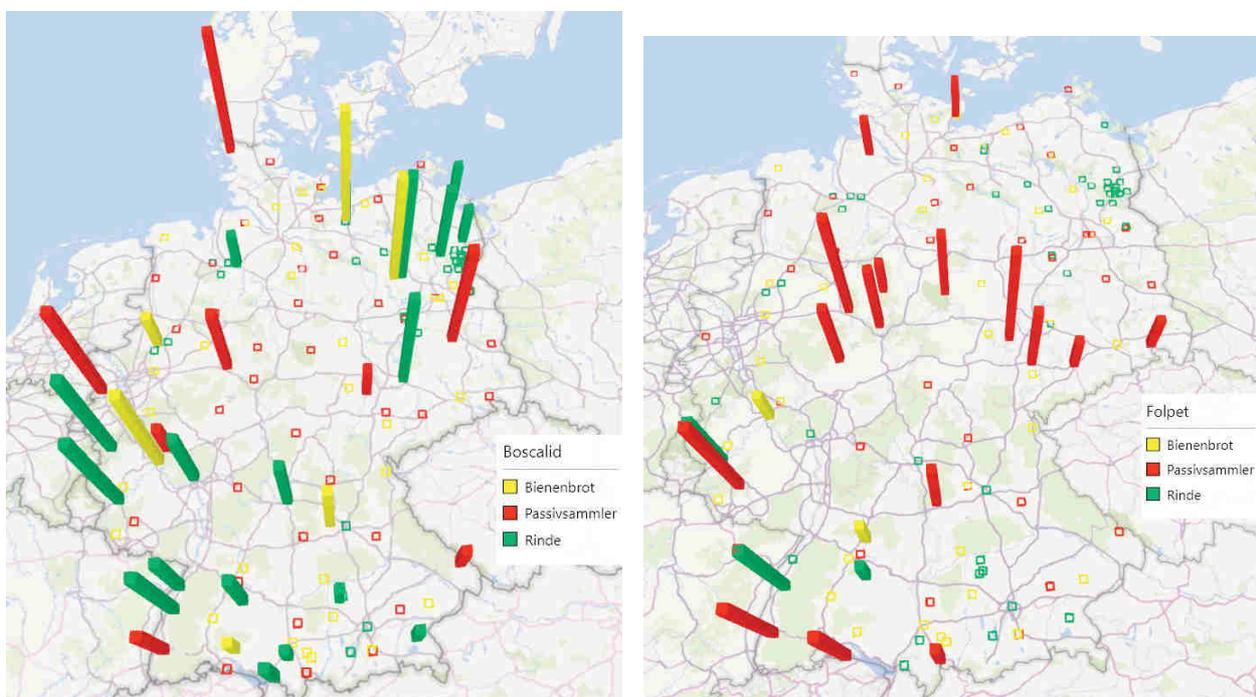 Boscalid
Bienenbrot
Passivsammler
Rinde
Folpet
Bienenbrot
Passivsammler
Rinde